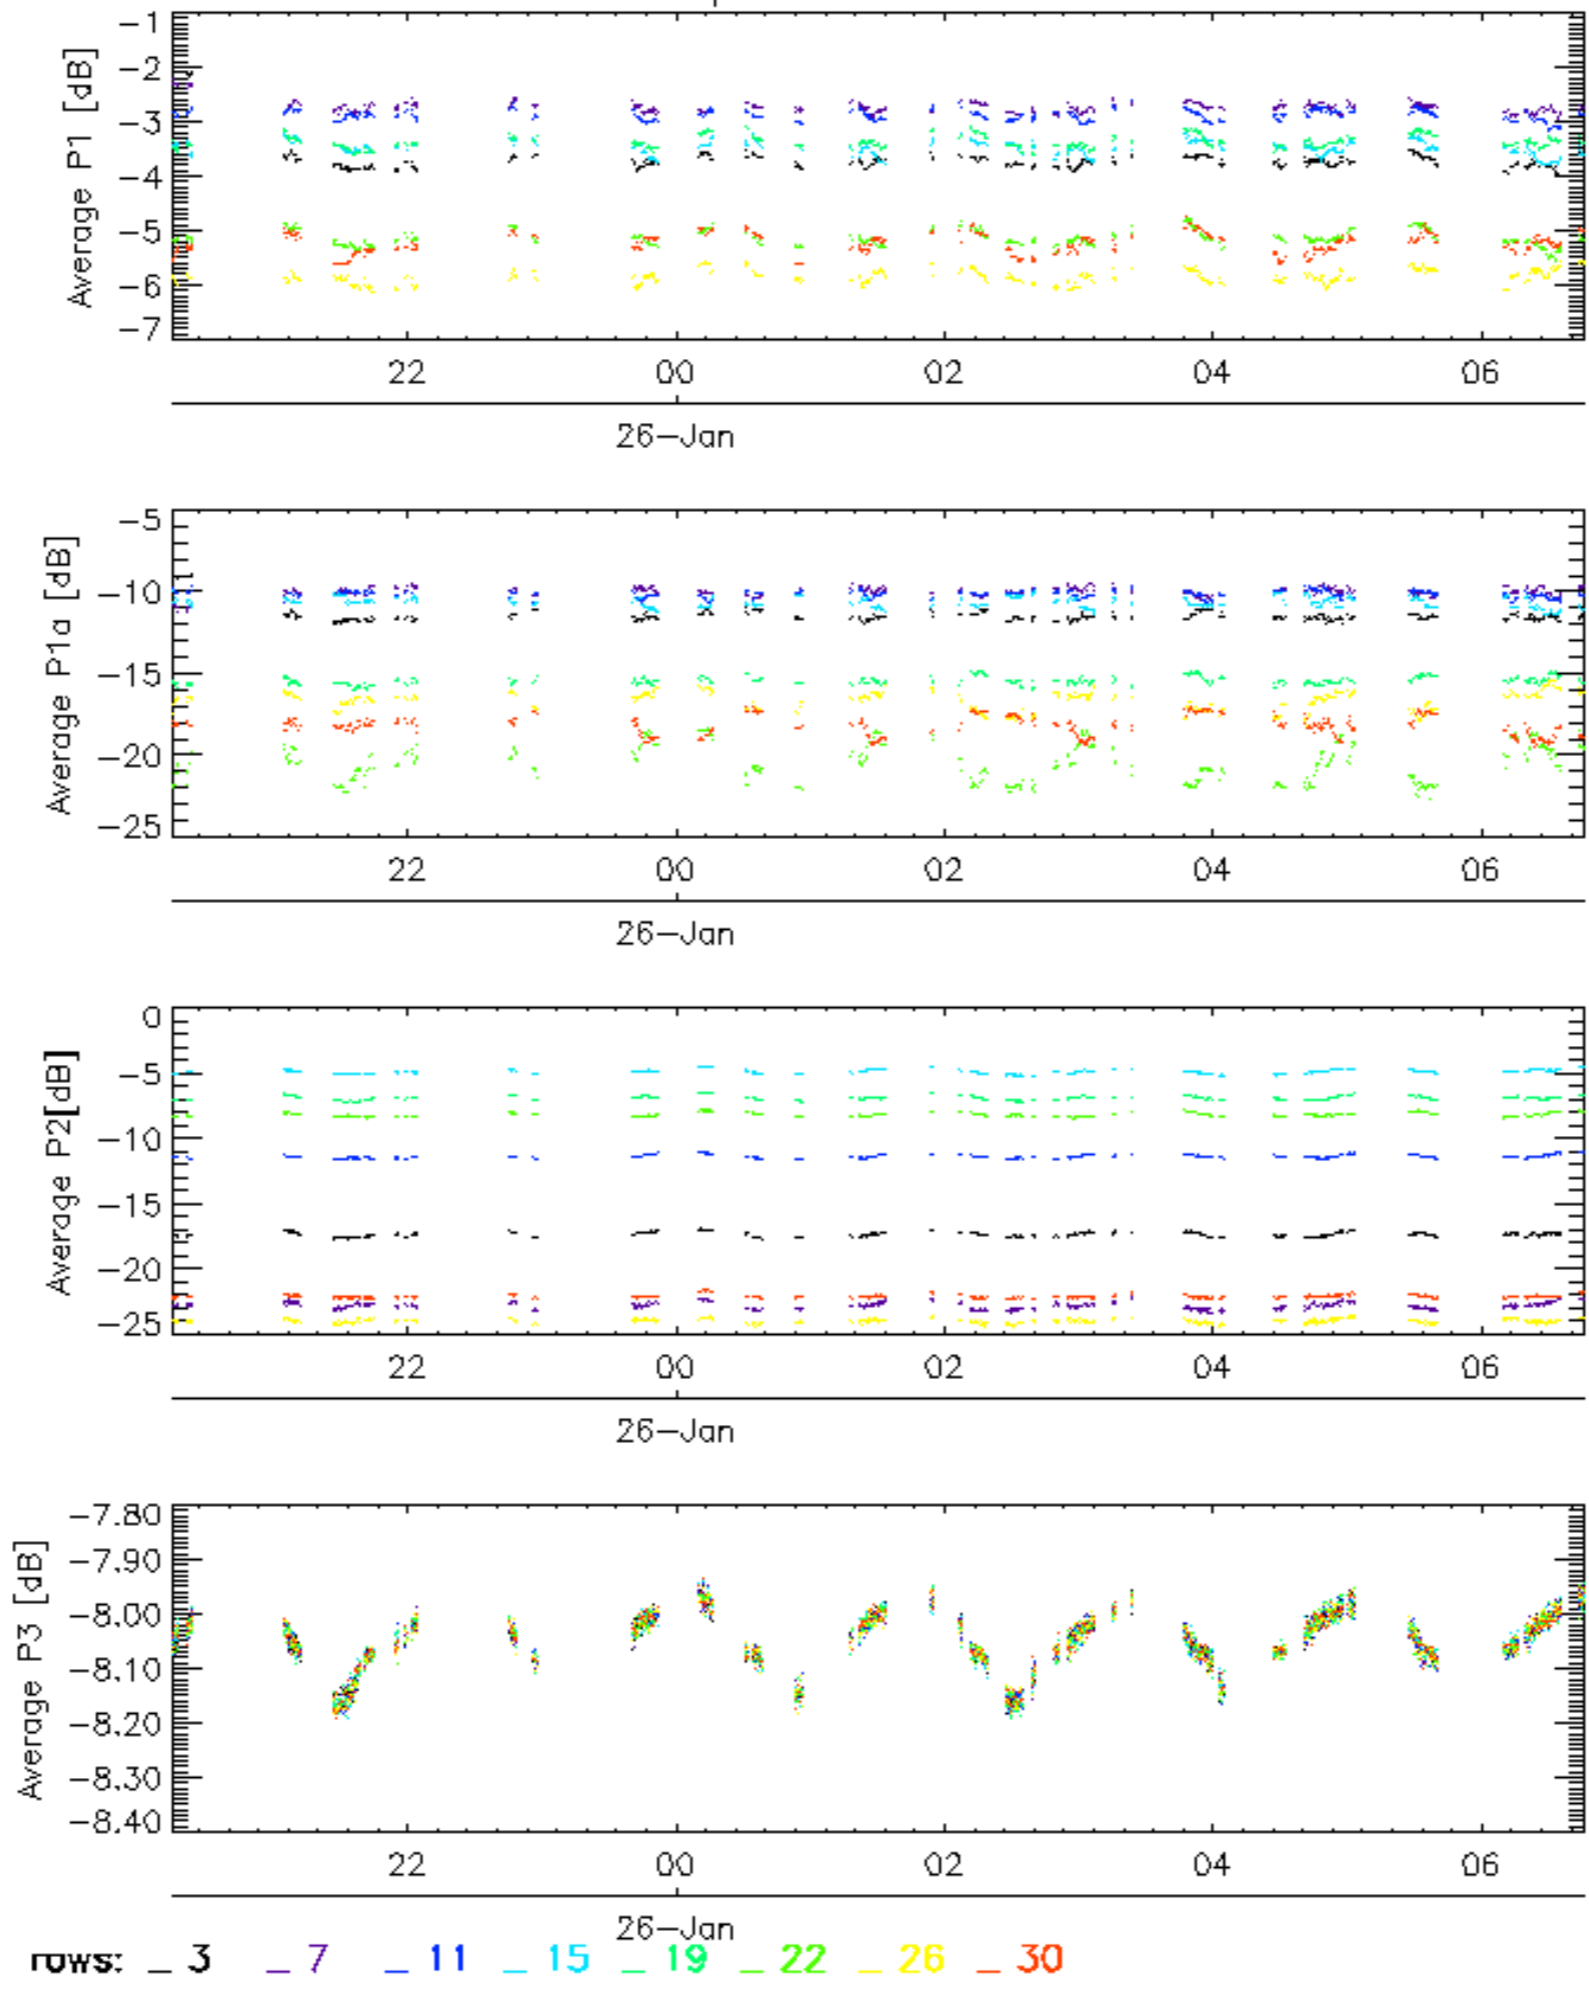 Average P1 [dB]
-1
-2
-3
-4
-5
-6
-7
22 00 02 04 06
26-Jan
Average P1a [dB]
-5
-10
-15
-20
-25
22 00 02 04 06
26-Jan
Average P2[dB]
0
-5
-10
-15
-20
-25
22 00 02 04 06
26-Jan
Average P3 [dB]
-7.80
-7.90
-8.00
-8.10
-8.20
-8.30
-8.40
22 00 02 04 06
26-Jan
rows: _ 3 _ 7 _ 11 _ 15 _ 19 _ 22 _ 26 _ 30